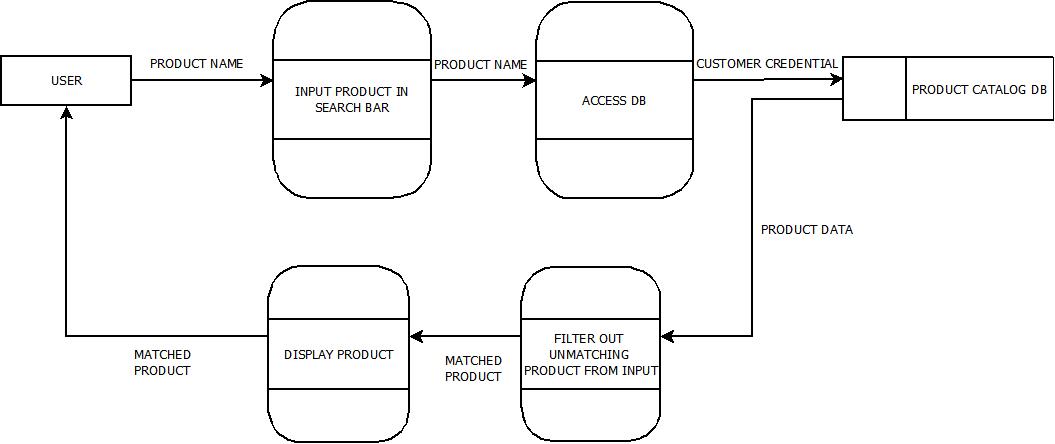 USER
PRODUCT NAME
INPUT PRODUCT IN
SEARCH BAR
PRODUCT NAME
ACCESS DB
CUSTOMER CREDENTIAL
PRODUCT CATALOG DB
PRODUCT DATA
FILTER OUT
UNMATCHING
PRODUCT FROM INPUT
MATCHED
PRODUCT
DISPLAY PRODUCT
MATCHED
PRODUCT